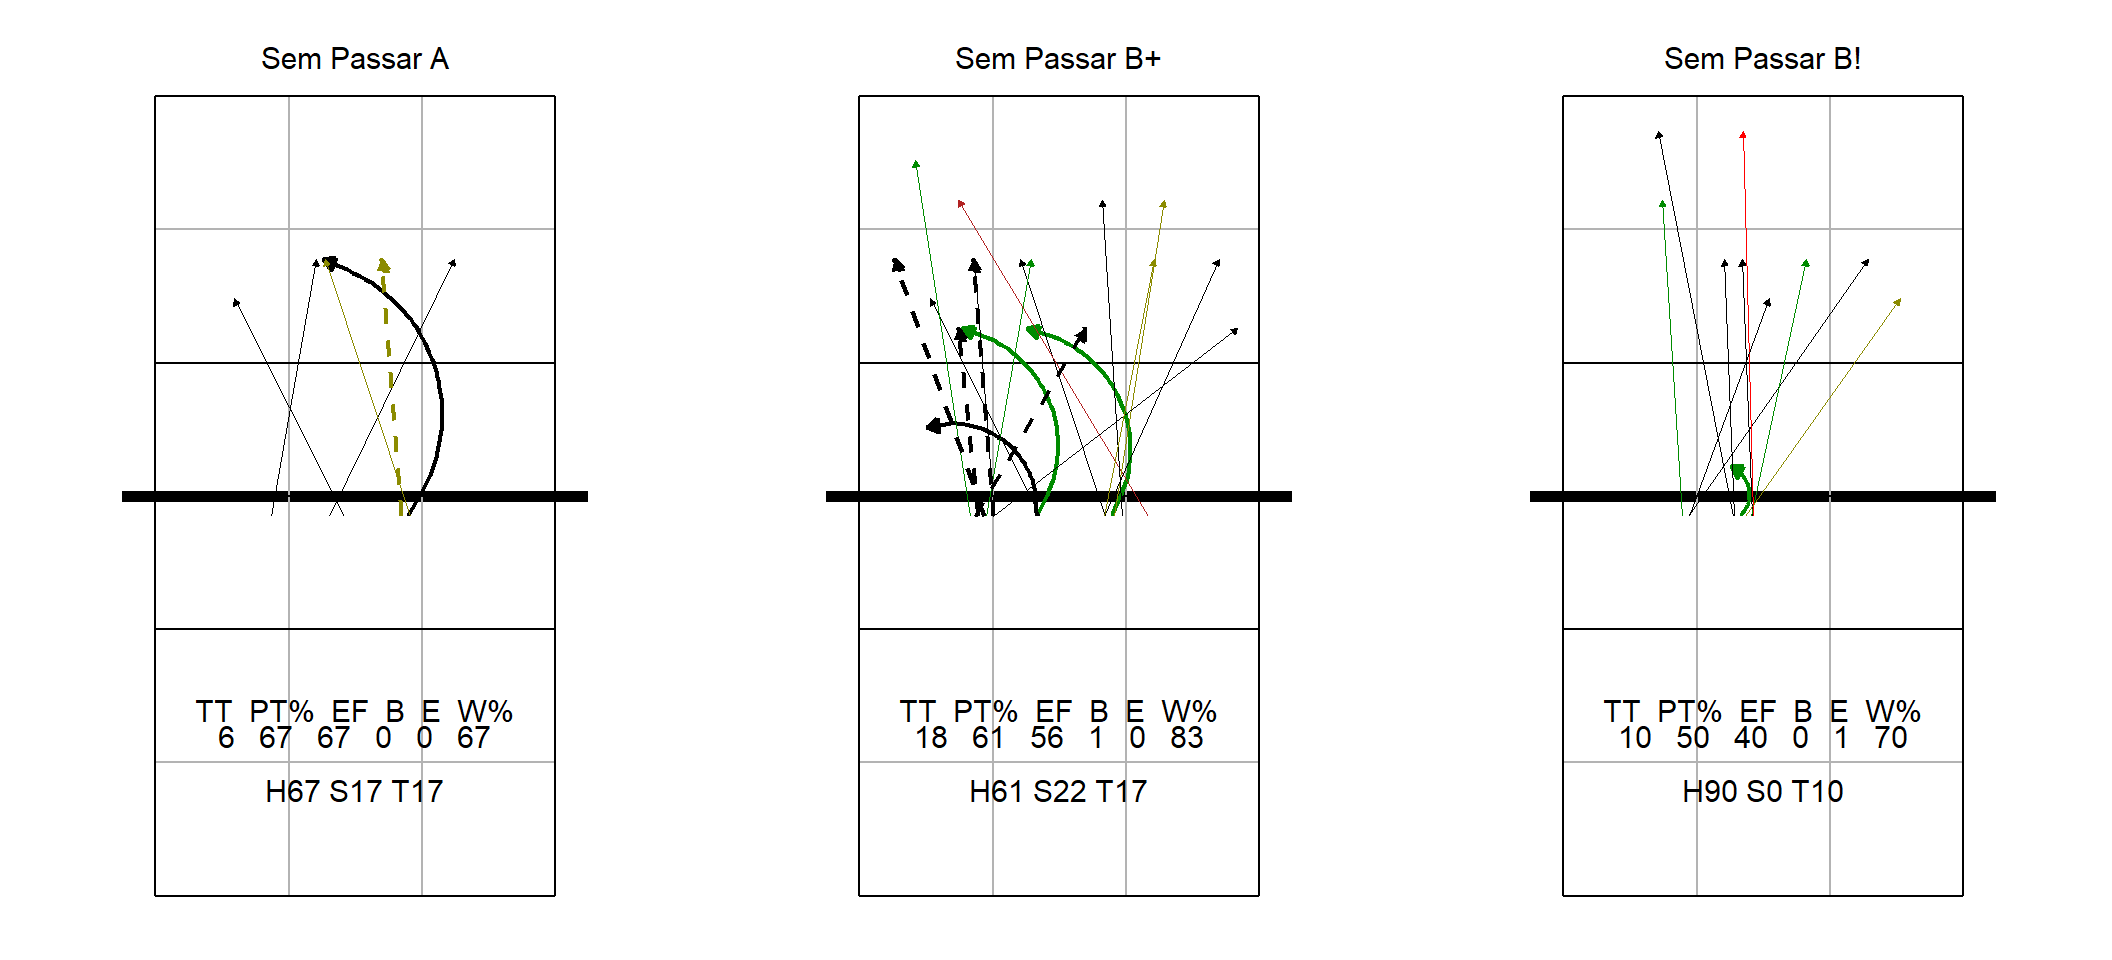 Sem Passar A
TT PT% EF B E W%
6 67 67 0 0 67
H67 S17 T17
Sem Passar B+
TT PT% EF B E W%
18 61 56 1 0 83
H61 S22 T17
Sem Passar B!
TT PT% EF B E W%
10 50 40 0 1 70
H90 S0 T10